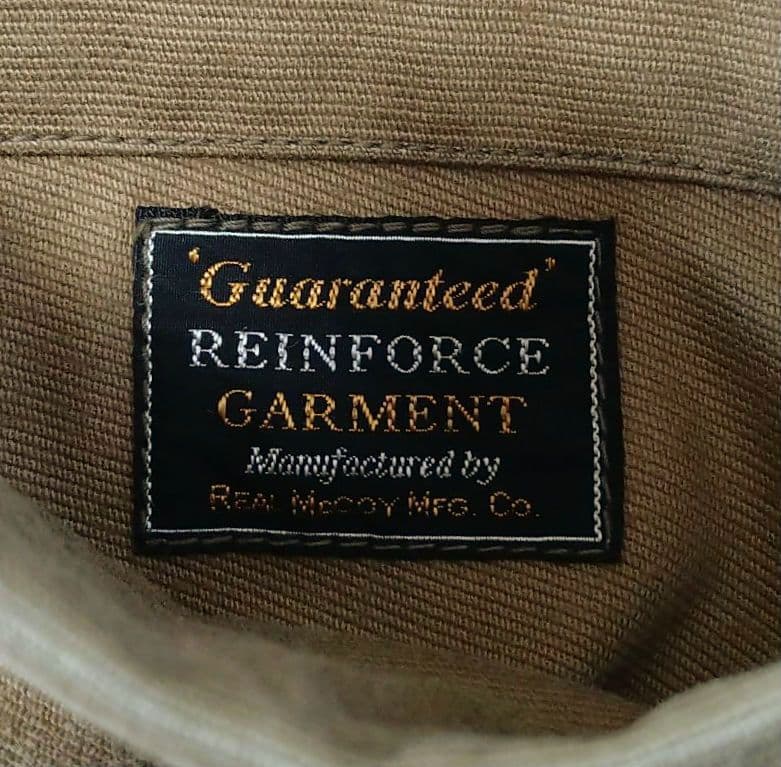 'Guaranteed'
REINFORCE
GARMENT
Manufactured by
REAL McCOY MFG. CO.